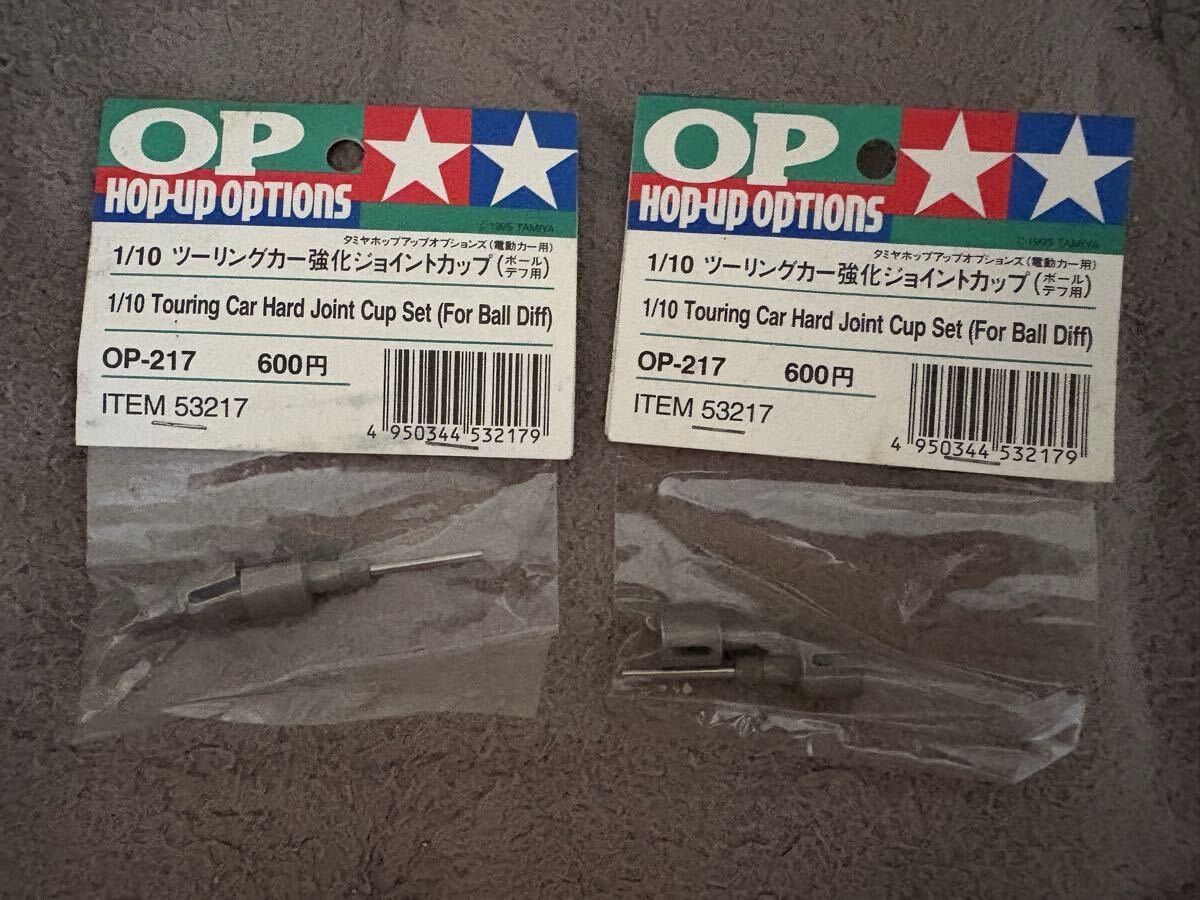 OP
HOP-UP OPTIONS
© 1995 TAMIYA
タミヤホップアップオプションズ(電動カー用)
1/10 ツーリングカー強化ジョイントカップ(ボールデフ用)
1/10 Touring Car Hard Joint Cup Set (For Ball Diff)
OP-217 600円
ITEM 53217
4 950344 532179
OP
HOP-UP OPTIONS
© 1995 TAMIYA
タミヤホップアップオプションズ(電動カー用)
1/10 ツーリングカー強化ジョイントカップ(ボールデフ用)
1/10 Touring Car Hard Joint Cup Set (For Ball Diff)
OP-217 600円
ITEM 53217
4 950344 532179